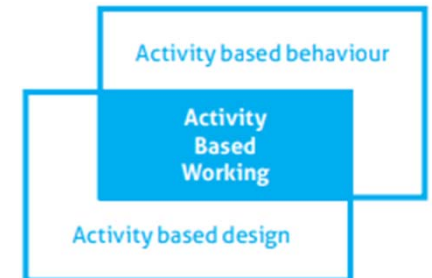 Activity based behaviour
Activity
Based
Working
Activity based design